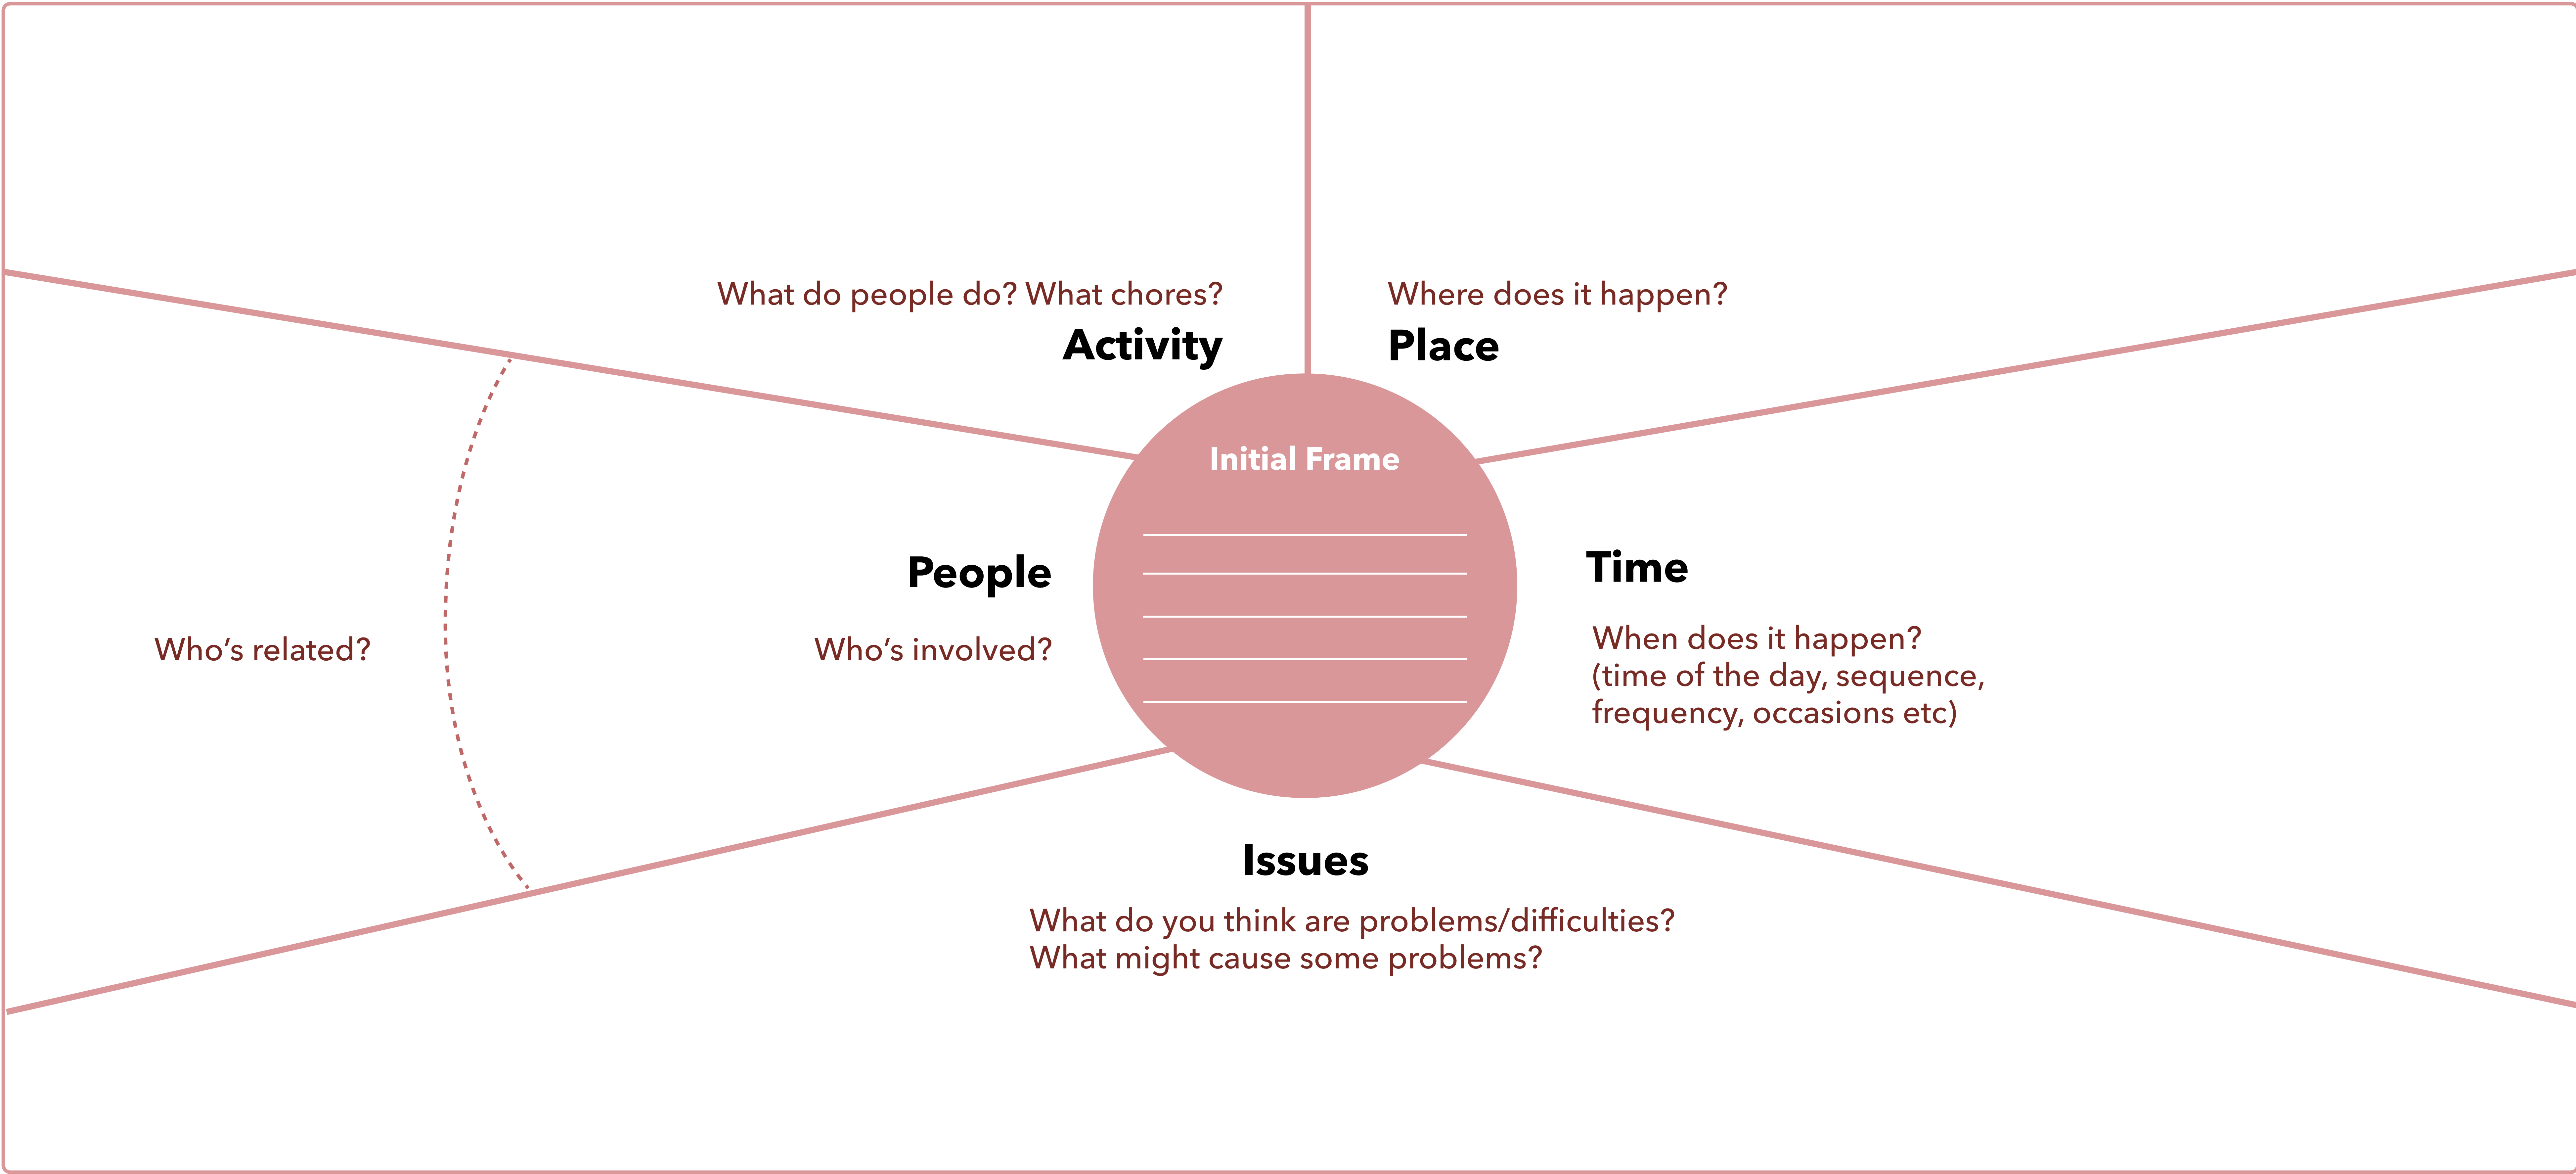 What do people do? What chores?
Activity
Where does it happen?
Place
Initial Frame
People
Who’s involved?
Who’s related?
Time
When does it happen?
(time of the day, sequence,
frequency, occasions etc)
Issues
What do you think are problems/difficulties?
What might cause some problems?